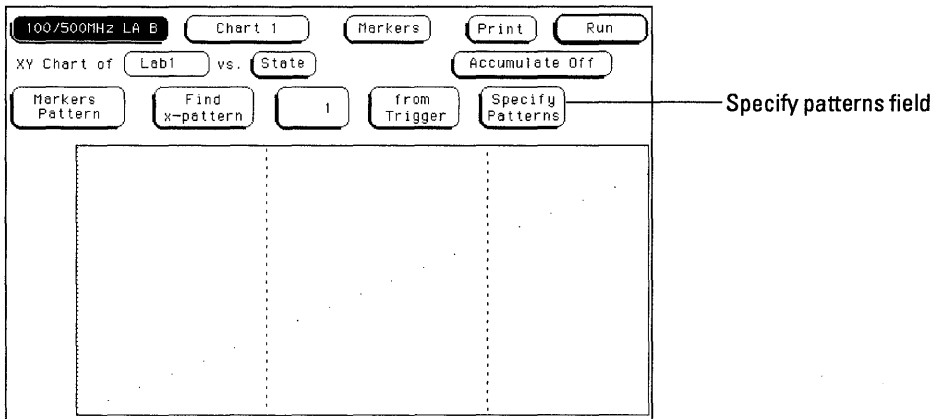 100/500MHz LA B Chart 1 Markers Print Run
XY Chart of Lab1 vs. State Accumulate Off
Markers Pattern Find x-pattern 1 from Trigger Specify Patterns
Specify patterns field